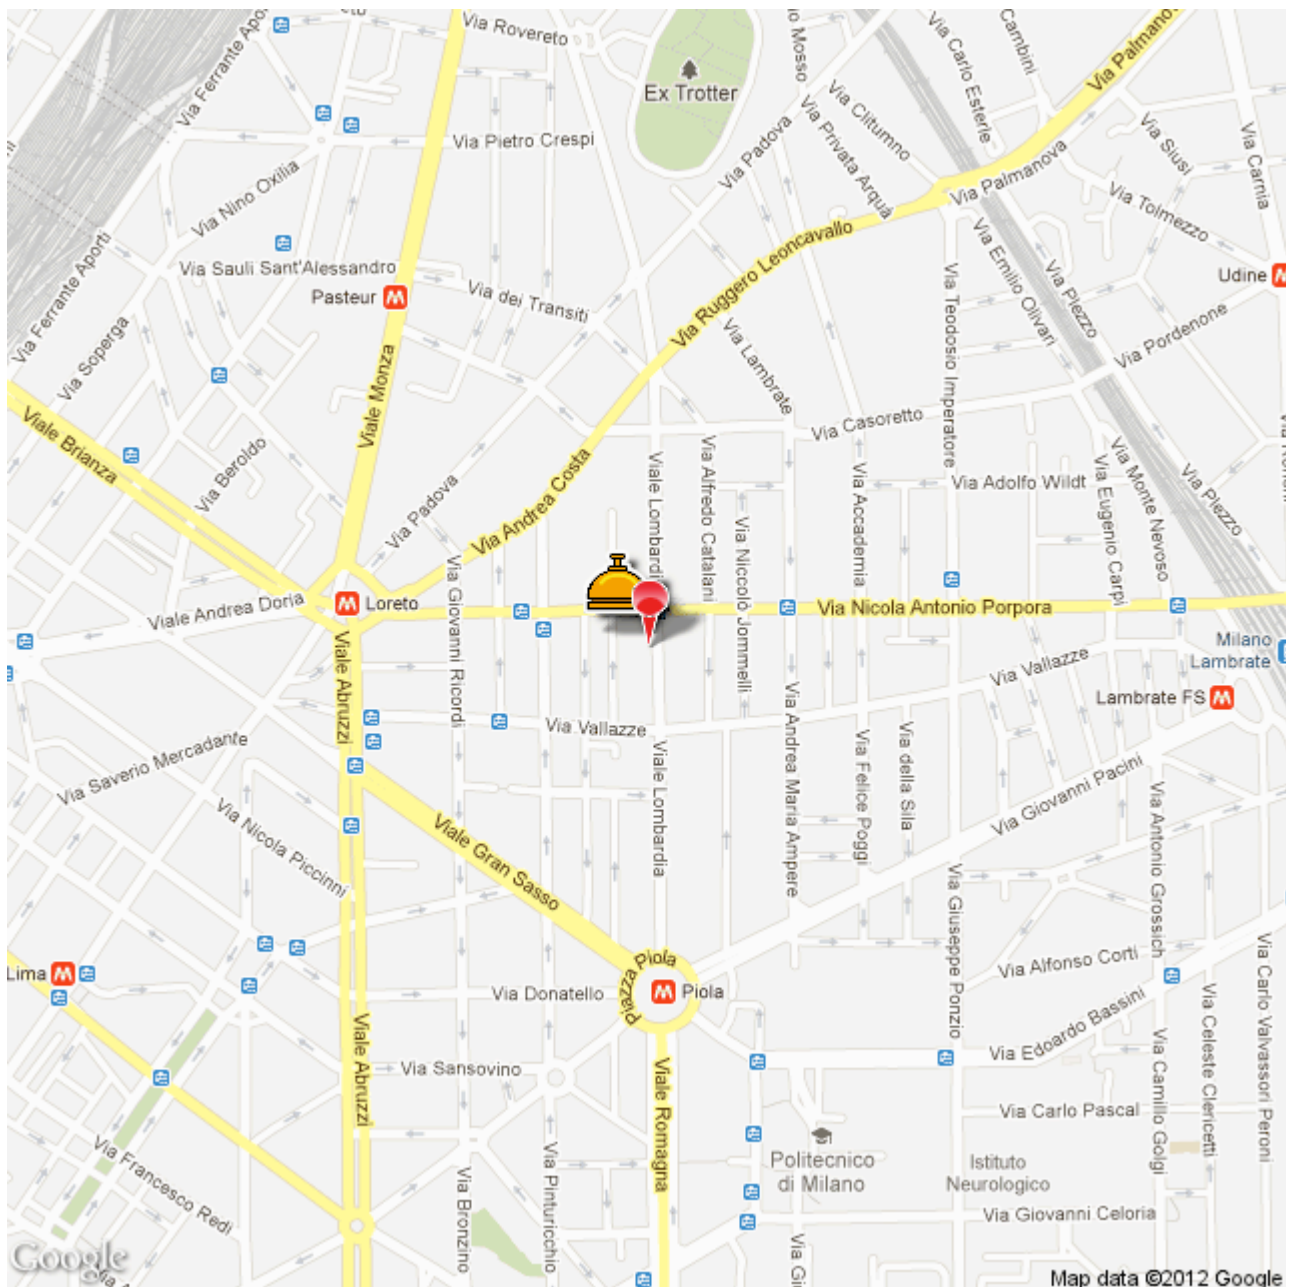 Via Rovereto
Via Ferrante Aporti
Ex Trotter
Via Pietro Crespi
Via Nino Oxilia
Via Padova
Via Privata Arquà
Via Clitumno
Via Carlo Esterle
Cambini
Via Palmanova
Via Palmanova
Via Siusi
Via Carnia
Via Tolmezzo
Via Ferrante Aporti
Via Sauli Sant'Alessandro
Pasteur
Via dei Transiti
Via Ruggero Leoncavallo
Via Teodosio Imperatore
Via Emilio Olivari
Via Plezzo
Udine
Via Pordenone
Via Soperga
Viale Monza
Via Lambrate
Via Casoretto
Viale Brianza
Via Beroldo
Via Padova
Via Andrea Costa
Viale Lombardia
Via Alfredo Catalani
Via Niccolò Jommelli
Via Accademia
Via Adolfo Wildt
Via Eugenio Carpi
Via Monte Nevoso
Via Plezzo
Viale Andrea Doria
Loreto
Via Giovanni Ricordi
Via Nicola Antonio Porpora
Milano
Lambrate
Viale Abruzzi
Via Vallazze
Via Vallazze
Lambrate FS
Via Saverio Mercadante
Viale Lombardia
Via Andrea Maria Ampere
Via Felice Poggi
Via della Sila
Via Giovanni Pacini
Via Nicola Piccinni
Viale Gran Sasso
Via Giuseppe Ponzio
Via Antonio Grossich
Lima
Via Donatello
Piazza Piola
Piola
Via Alfonso Corti
Via Edoardo Bassini
Via Celeste Clericetti
Via Carlo Valvassori Peroni
Viale Abruzzi
Via Sansovino
Viale Romagna
Via Camillo Golgi
Via Carlo Pascal
Via Francesco Redi
Via Bronzino
Via Pinturicchio
Politecnico
di Milano
Istituto
Neurologico
Via Giovanni Celoria
Google
Map data ©2012 Google